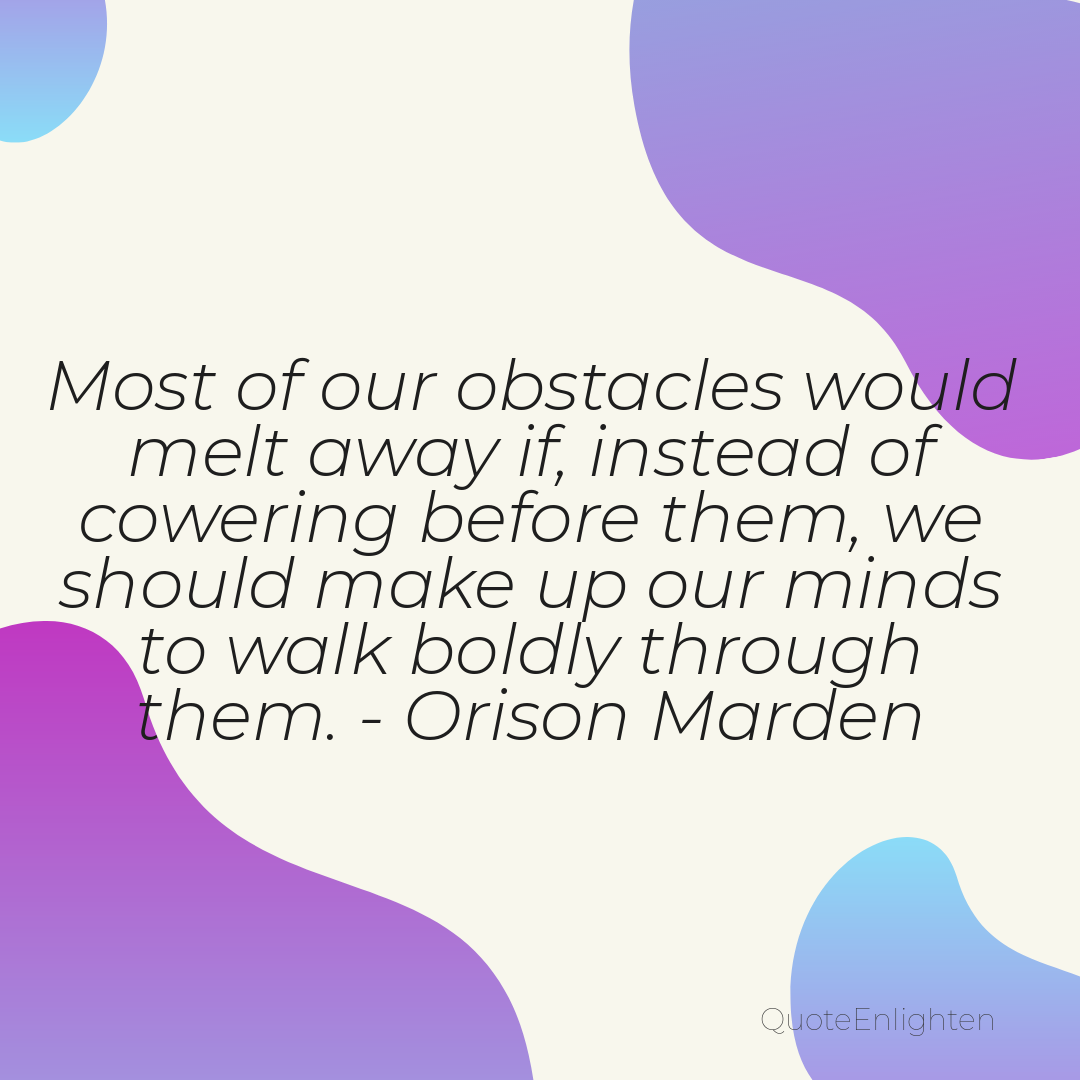 Most of our obstacles would
melt away if, instead of
cowering before them, we
should make up our minds
to walk boldly through
them. - Orison Marden
QuoteEnlighten